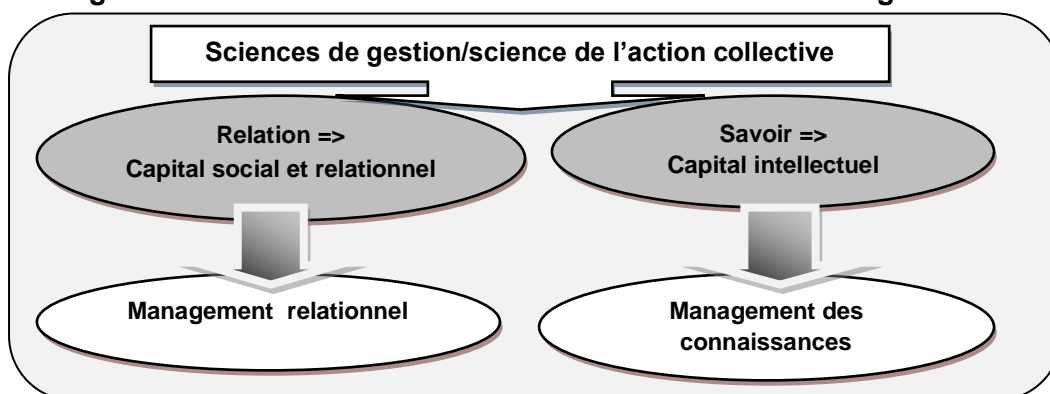 Sciences de gestion/science de l’action collective
Relation =>
Capital social et relationnel
Savoir =>
Capital intellectuel
Management relationnel
Management des
connaissances